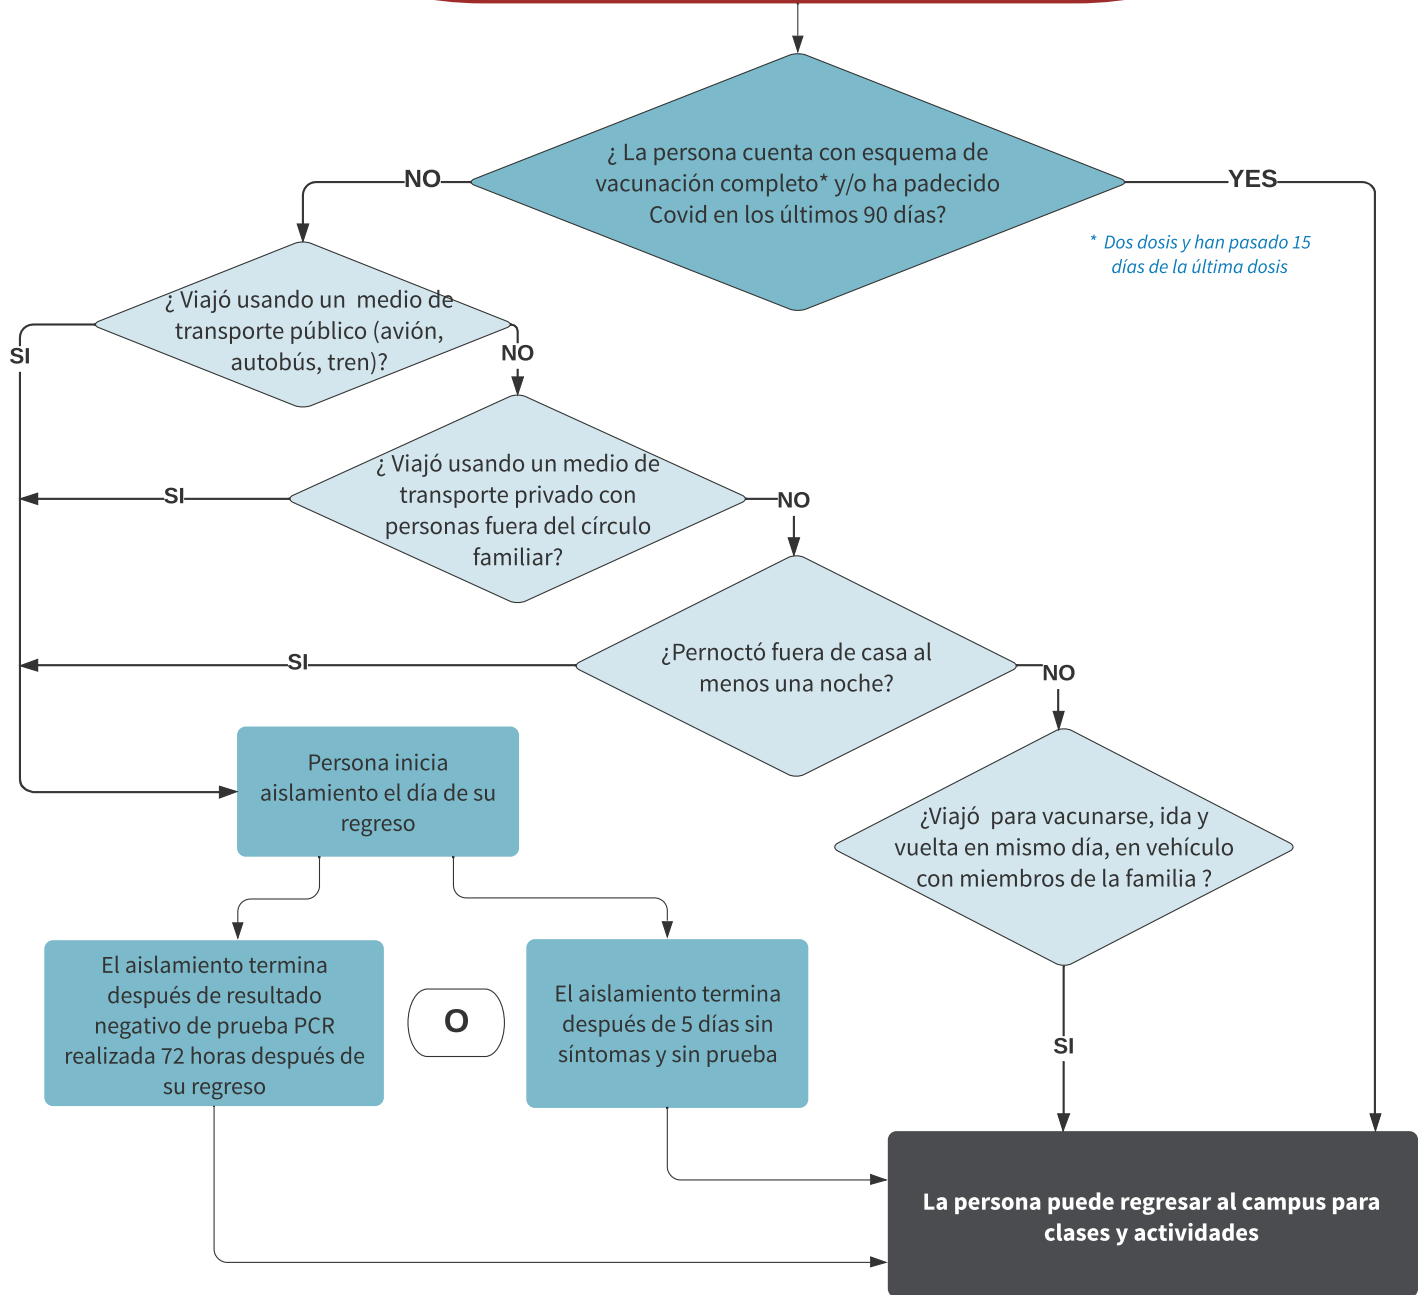 ¿ La persona cuenta con esquema de
vacunación completo* y/o ha padecido
Covid en los últimos 90 días?
NO
YES
* Dos dosis y han pasado 15
días de la última dosis
¿ Viajó usando un  medio de
transporte público (avión,
autobús, tren)?
SI
NO
¿ Viajó usando un medio de
transporte privado con
personas fuera del círculo
familiar?
SI
NO
¿Pernoctó fuera de casa al
menos una noche?
SI
NO
¿Viajó  para vacunarse, ida y
vuelta en mismo día, en vehículo
con miembros de la familia ?
SI
Persona inicia
aislamiento el día de su
regreso
El aislamiento termina
después de resultado
negativo de prueba PCR
realizada 72 horas después de
su regreso
O
El aislamiento termina
después de 5 días sin
síntomas y sin prueba
La persona puede regresar al campus para
clases y actividades